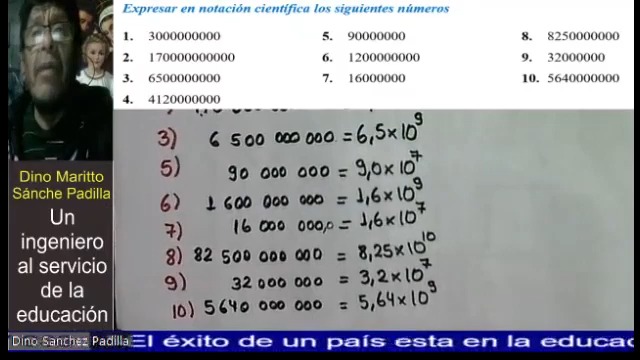 Expresar en notación científica los siguientes números
1. 3000000000 5. 90000000 8. 8250000000
2. 170000000000 6. 1200000000 9. 32000000
3. 6500000000 7. 16000000 10. 5640000000
4. 4120000000
3) 6 500 000 000 = 6,5×10⁹
5) 90 000 000 = 9,0×10⁷
6) 1 600 000 000 = 1,6×10⁹
7) 16 000 000,0 = 1,6×10⁷
8) 82 500 000 000 = 8,25×10¹⁰
9) 32 000 000 = 3,2×10⁷
10) 5 640 000 000 = 5,64×10⁹
Dino Maritto
Sánche Padilla
Un
ingeniero
al servicio
de la
educación
Dino Sanchez Padilla
El éxito de un país esta en la educac